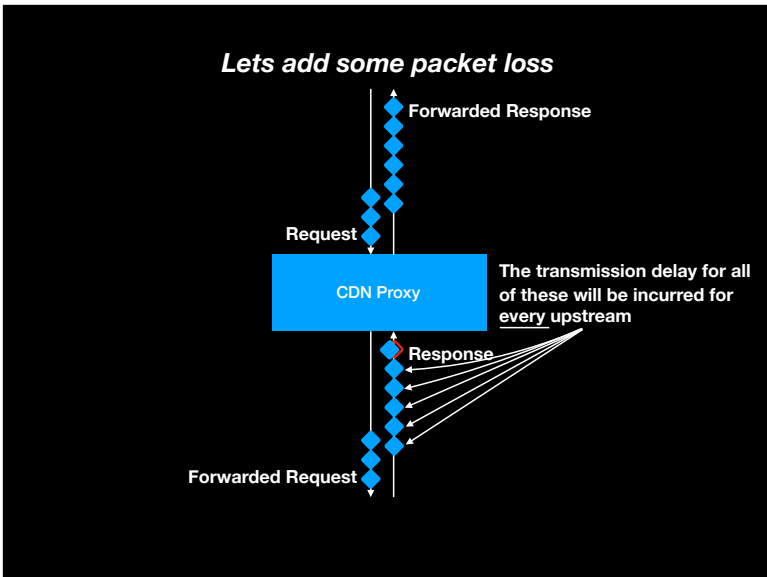 Lets add some packet loss
Forwarded Response
Request
CDN Proxy
The transmission delay for all
of these will be incurred for
every upstream
Response
Forwarded Request